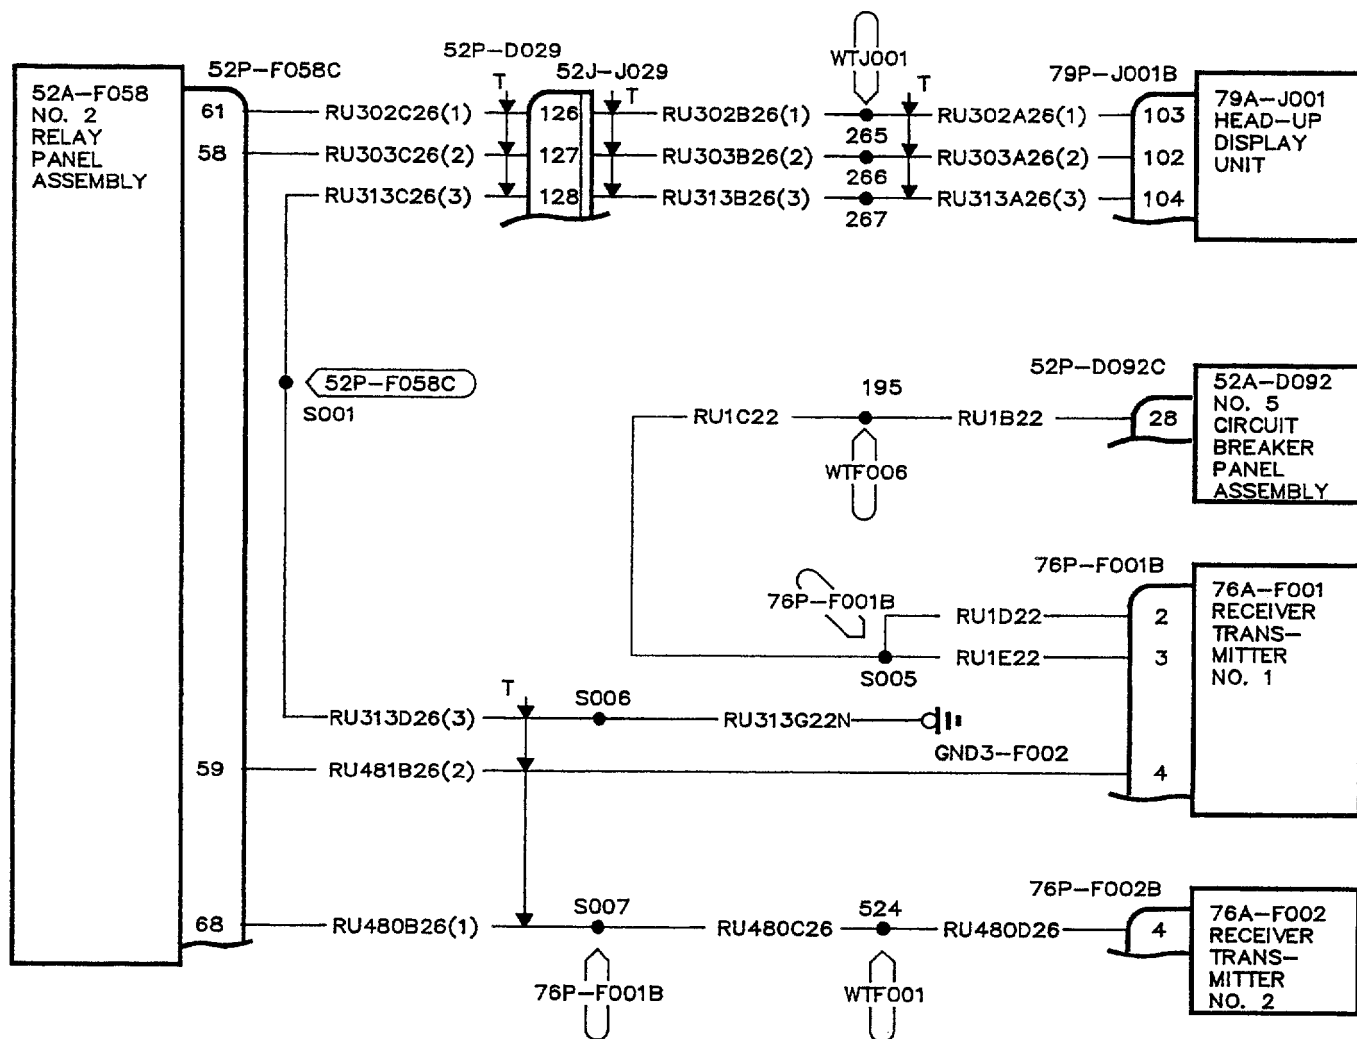 52A-F058
NO. 2
RELAY
PANEL
ASSEMBLY
52P-F058C
61
58
59
68
52P-D029
52J-J029
T
T
T
WTJ001
RU302C26(1)
126
RU302B26(1)
265
RU302A26(1)
RU303C26(2)
127
RU303B26(2)
266
RU303A26(2)
RU313C26(3)
128
RU313B26(3)
267
RU313A26(3)
79P-J001B
103
102
104
79A-J001
HEAD-UP
DISPLAY
UNIT
52P-F058C
S001
RU1C22
195
RU1B22
WTF006
52P-D092C
28
52A-D092
NO. 5
CIRCUIT
BREAKER
PANEL
ASSEMBLY
76P-F001B
RU1D22
RU1E22
S005
76P-F001B
2
3
4
76A-F001
RECEIVER
TRANS-
MITTER
NO. 1
T
RU313D26(3)
S006
RU313G22N
GND3-F002
RU481B26(2)
RU480B26(1)
S007
RU480C26
524
RU480D26
76P-F001B
WTF001
76P-F002B
4
76A-F002
RECEIVER
TRANS-
MITTER
NO. 2